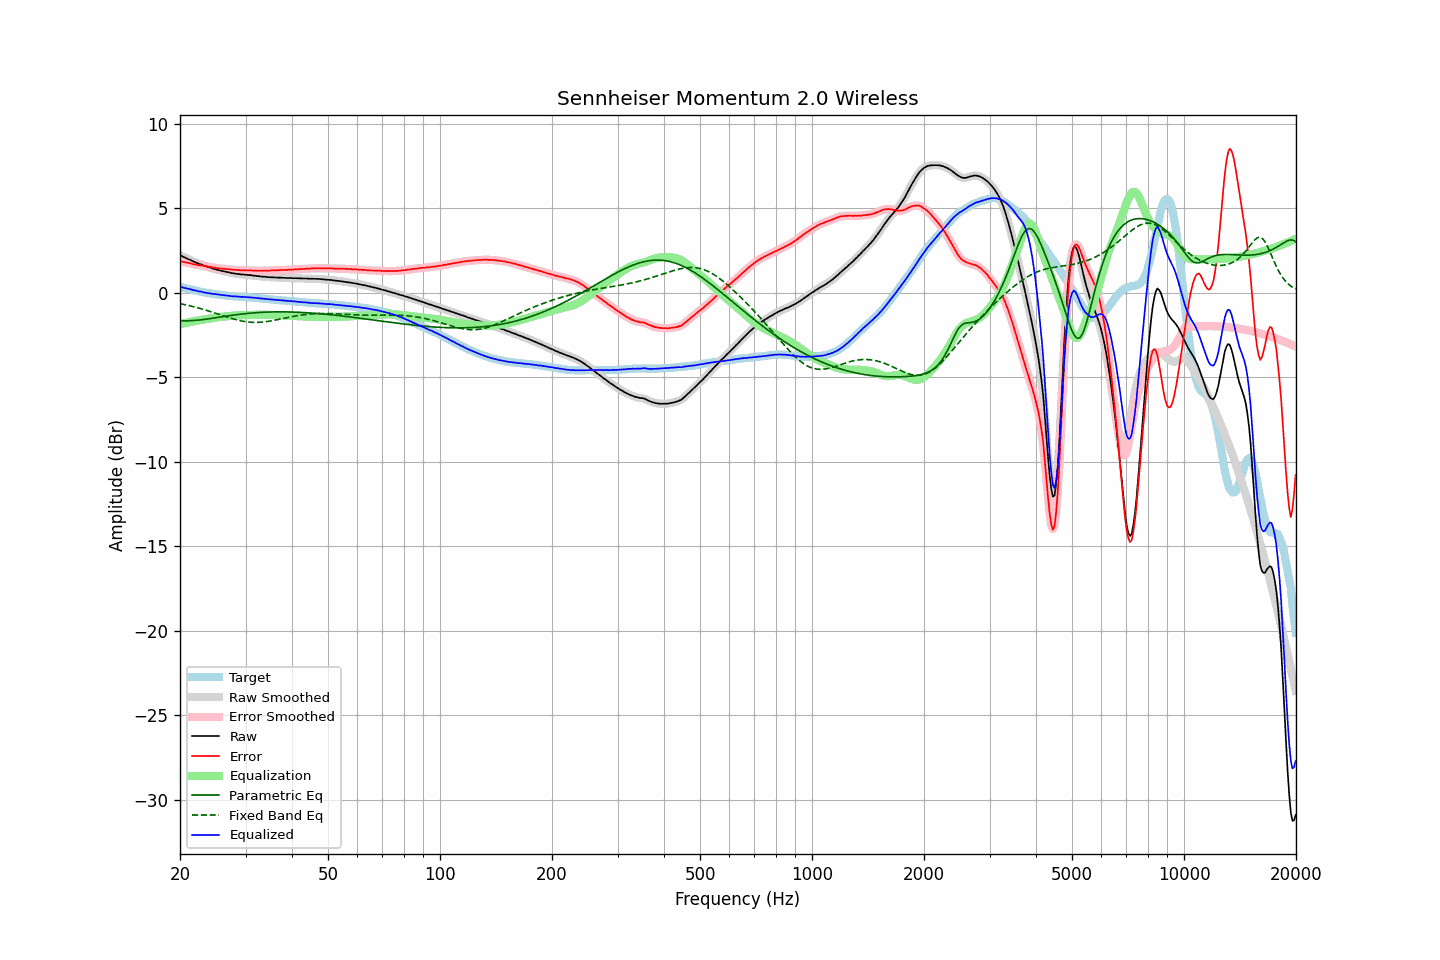 Sennheiser Momentum 2.0 Wireless
10
5
0
−5
−10
−15
−20
−25
−30
Amplitude (dBr)
Target
Raw Smoothed
Error Smoothed
Raw
Error
Equalization
Parametric Eq
Fixed Band Eq
Equalized
20 50 100 200 500 1000 2000 5000 10000 20000
Frequency (Hz)